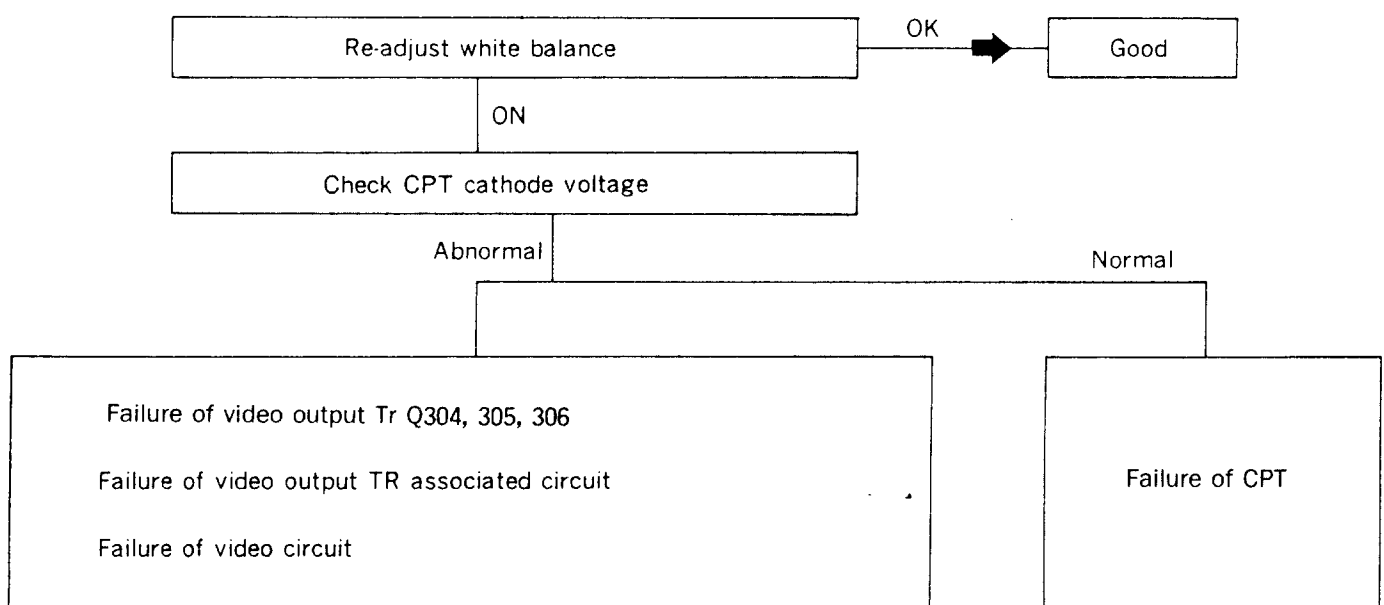 Re-adjust white balance
OK
Good
ON
Check CPT cathode voltage
Abnormal
Normal
Failure of video output Tr Q304, 305, 306
Failure of video output TR associated circuit
Failure of video circuit
Failure of CPT